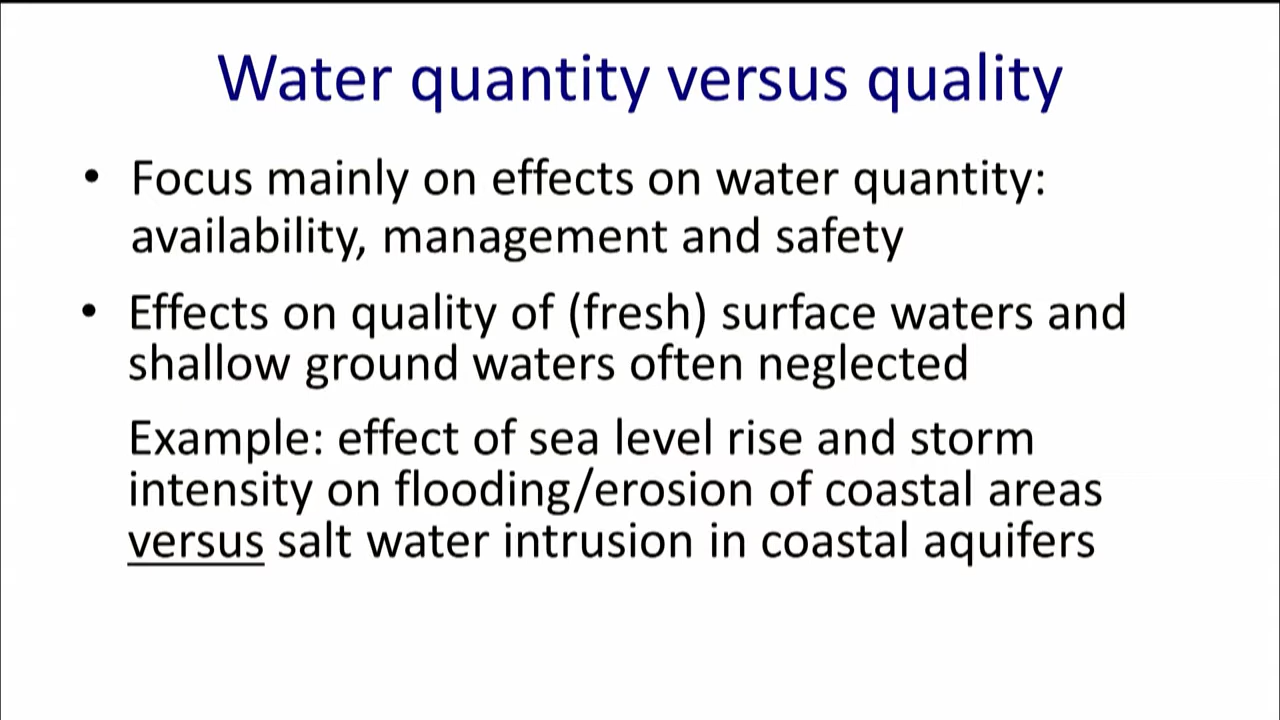 Water quantity versus quality
• Focus mainly on effects on water quantity:
availability, management and safety
• Effects on quality of (fresh) surface waters and
shallow ground waters often neglected
Example: effect of sea level rise and storm
intensity on flooding/erosion of coastal areas
versus salt water intrusion in coastal aquifers